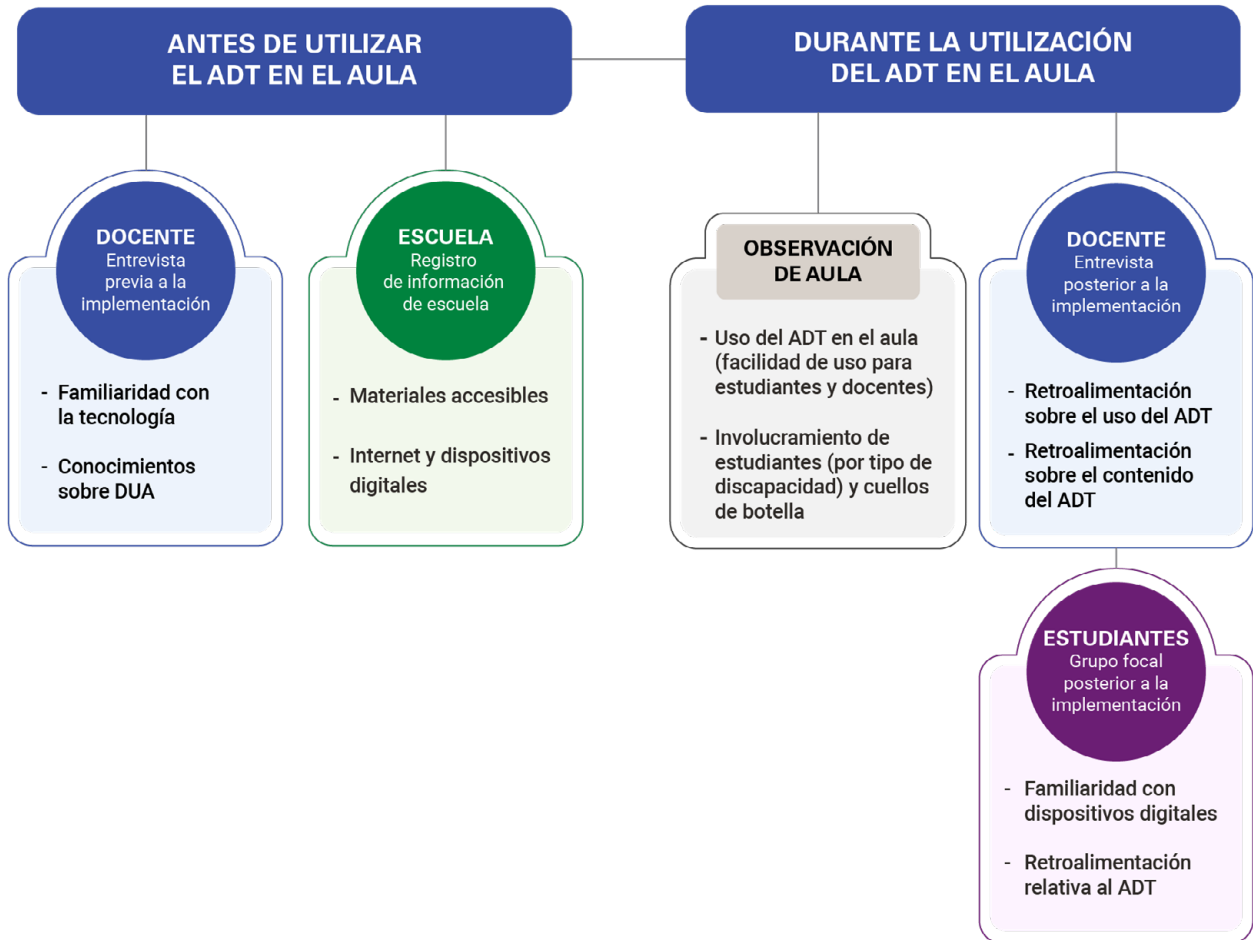 ANTES DE UTILIZAR
EL ADT EN EL AULA
DURANTE LA UTILIZACIÓN
DEL ADT EN EL AULA
DOCENTE
Entrevista
previa a la
implementación
- Familiaridad con
la tecnología
- Conocimientos
sobre DUA
ESCUELA
Registro
de información
de escuela
- Materiales accesibles
- Internet y dispositivos
digitales
OBSERVACIÓN
DE AULA
- Uso del ADT en el aula
(facilidad de uso para
estudiantes y docentes)
- Involucramiento de
estudiantes (por tipo de
discapacidad) y cuellos
de botella
DOCENTE
Entrevista
posterior a la
implementación
- Retroalimentación
sobre el uso del ADT
- Retroalimentación
sobre el contenido
del ADT
ESTUDIANTES
Grupo focal
posterior a la
implementación
- Familiaridad con
dispositivos digitales
- Retroalimentación
relativa al ADT